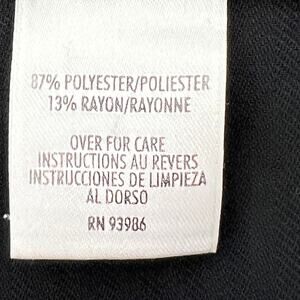 87% POLYESTER/POLIESTER
13% RAYON/RAYONNE
OVER FOR CARE
INSTRUCTIONS AU REVERS
INSTRUCCIONES DE LIMPIEZA
AL DORSO
RN 93986